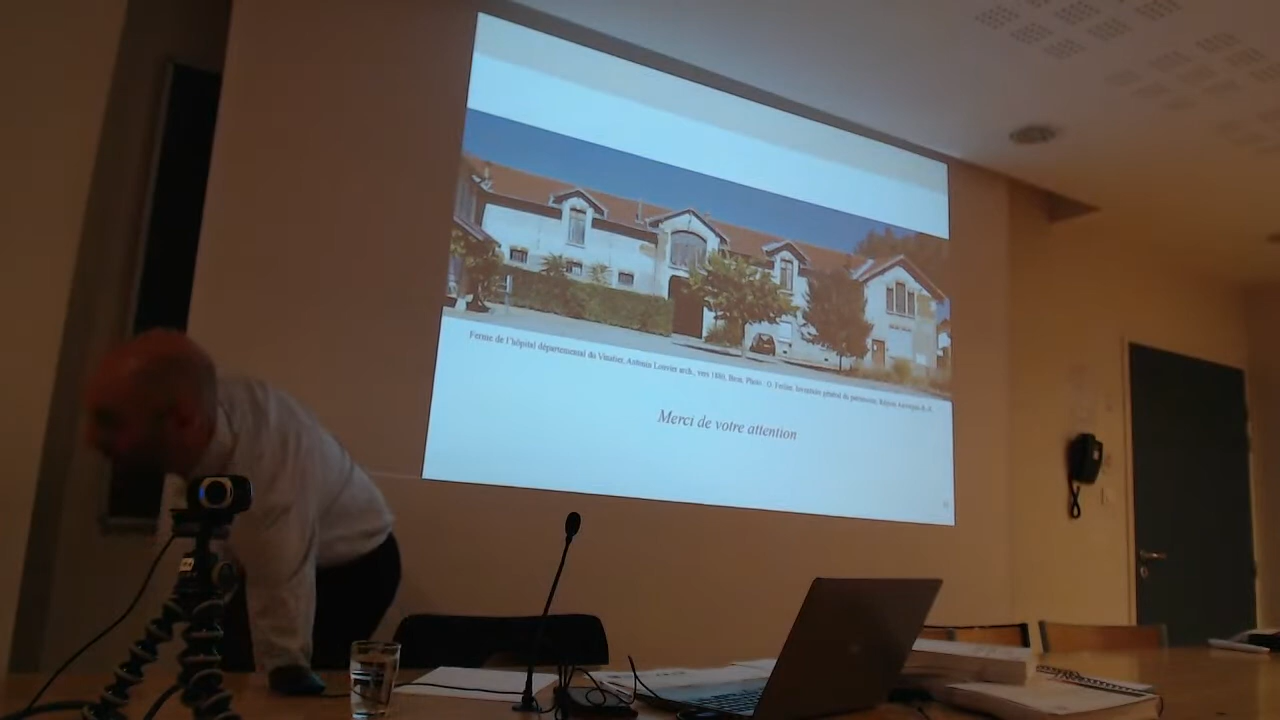 Ferme de l'hôpital départemental du Vinatier, Antonin Louvier arch., vers 1880, Bron. Photo : O. Inventaire général du patrimoine, Région Auvergne-R.-A.
Merci de votre attention